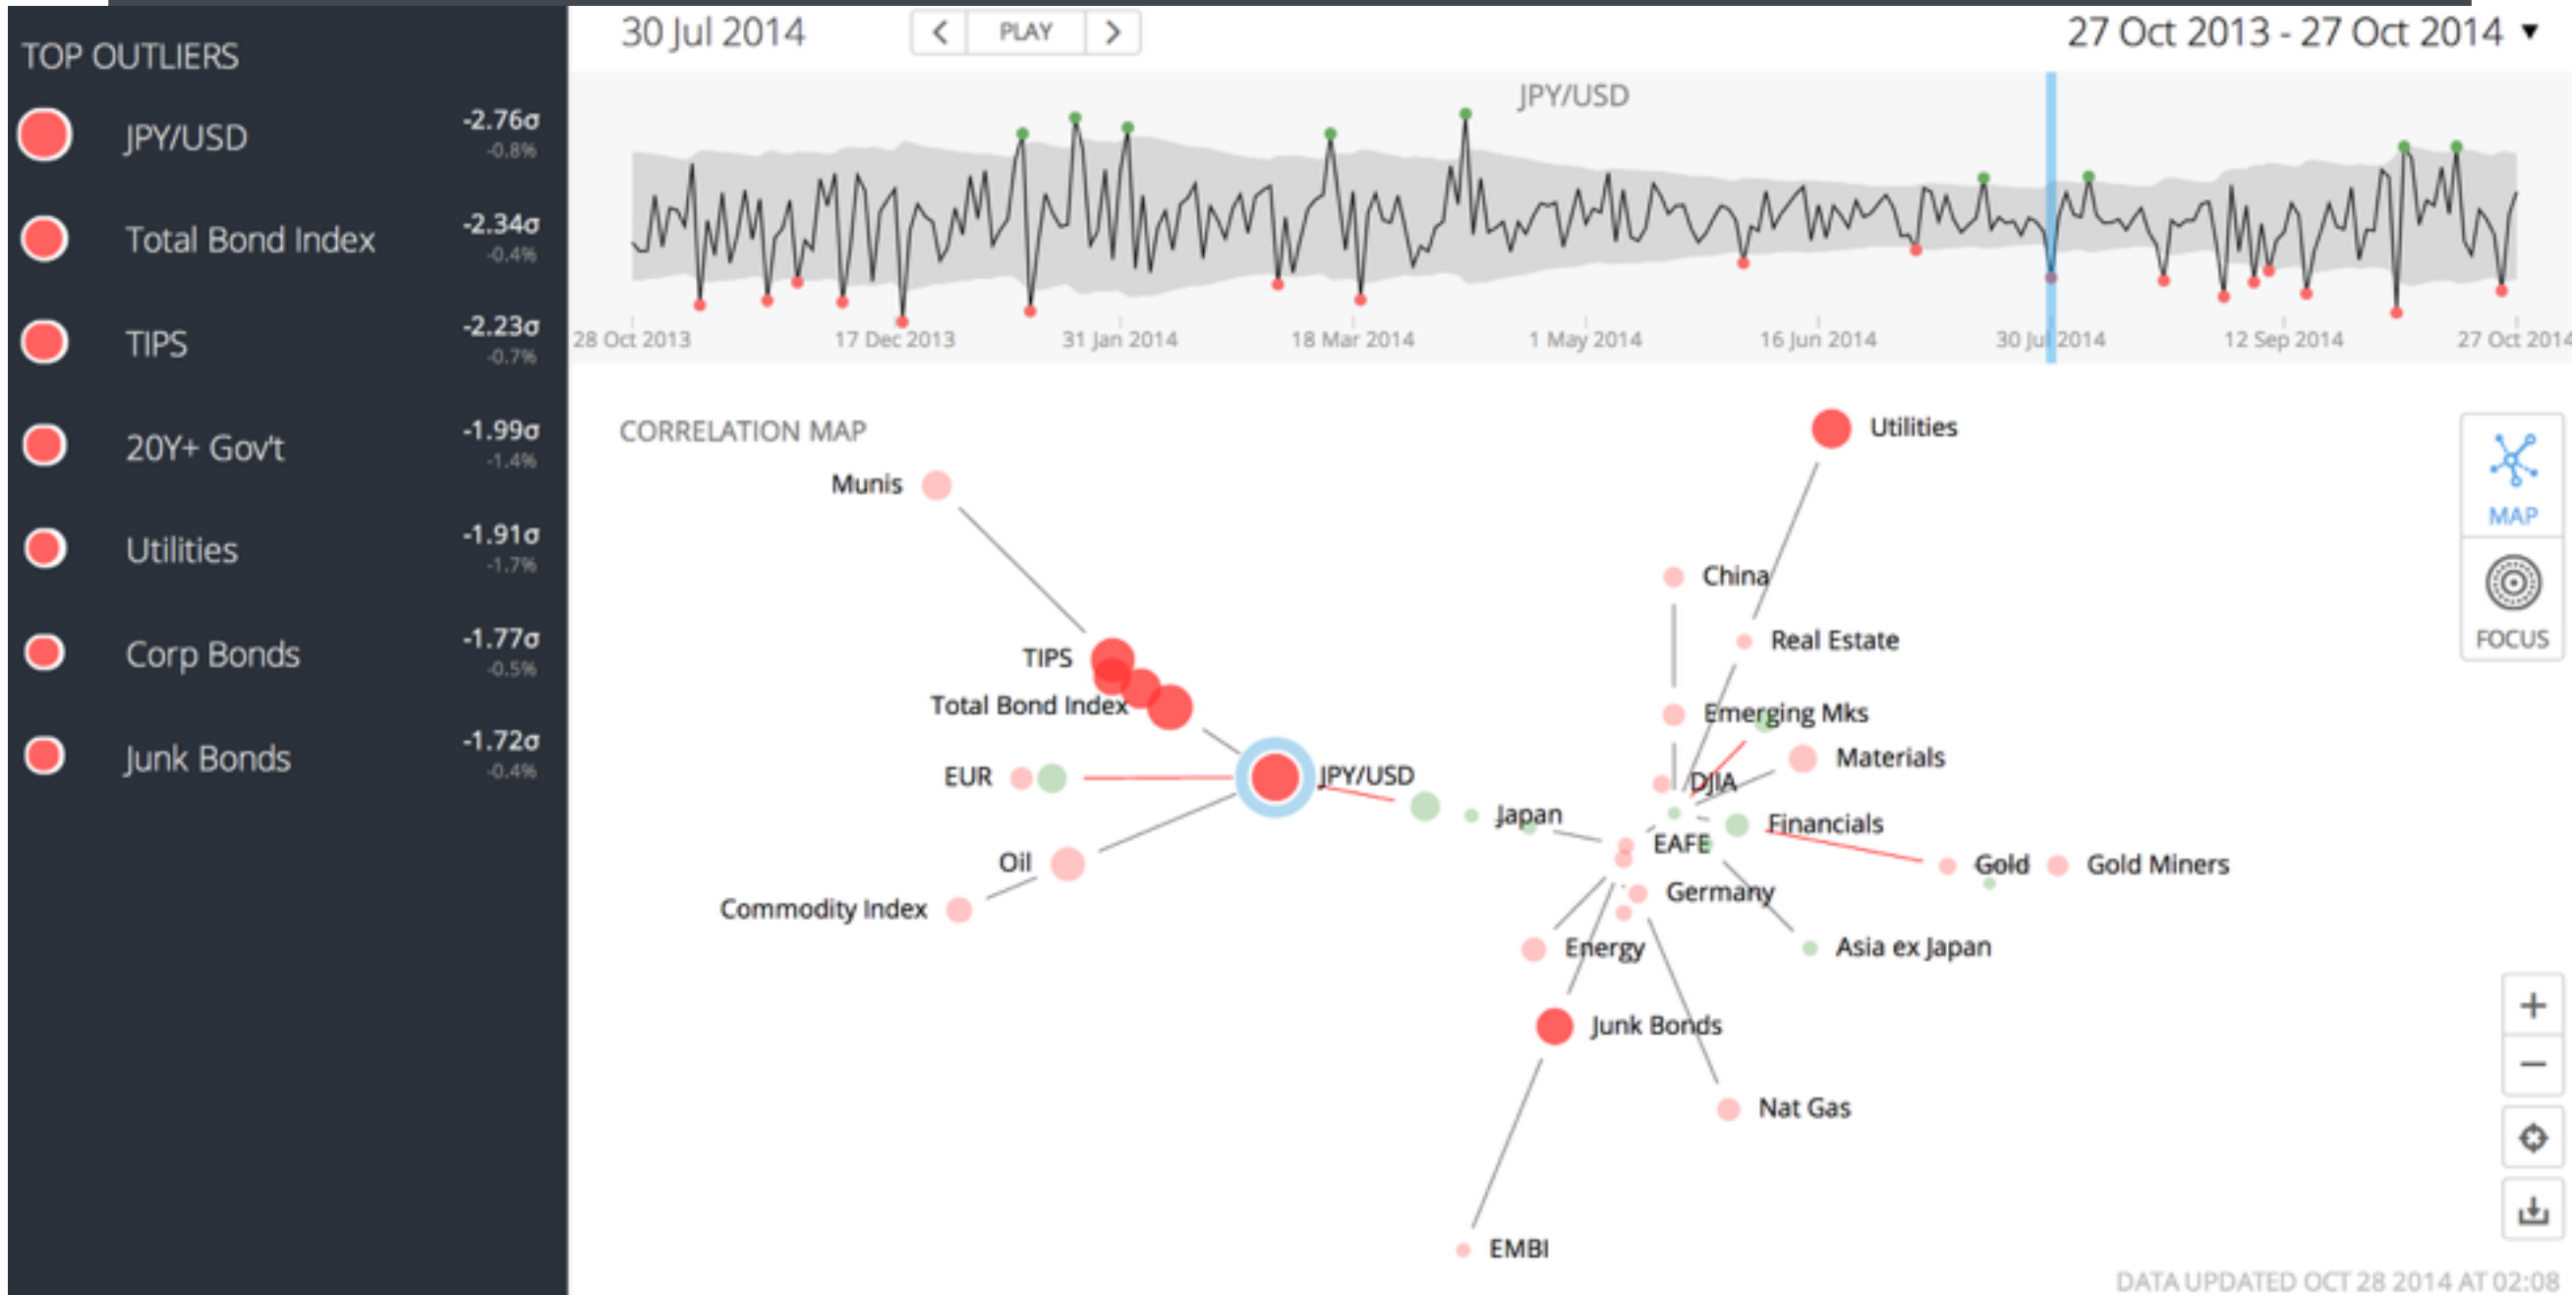 TOP OUTLIERS
JPY/USD
-2.76σ
-0.8%
Total Bond Index
-2.34σ
-0.4%
TIPS
-2.23σ
-0.7%
20Y+ Gov't
-1.99σ
-1.4%
Utilities
-1.91σ
-1.7%
Corp Bonds
-1.77σ
-0.5%
Junk Bonds
-1.72σ
-0.4%
30 Jul 2014
PLAY
27 Oct 2013 - 27 Oct 2014
JPY/USD
28 Oct 2013
17 Dec 2013
31 Jan 2014
18 Mar 2014
1 May 2014
16 Jun 2014
30 Jul 2014
12 Sep 2014
27 Oct 2014
CORRELATION MAP
Utilities
Munis
China
Real Estate
TIPS
Total Bond Index
Emerging Mks
Materials
EUR
JPY/USD
DJIA
Japan
Financials
EAFE
Oil
Gold
Gold Miners
Germany
Commodity Index
Energy
Asia ex Japan
Junk Bonds
Nat Gas
EMBI
MAP
FOCUS
DATA UPDATED OCT 28 2014 AT 02:08